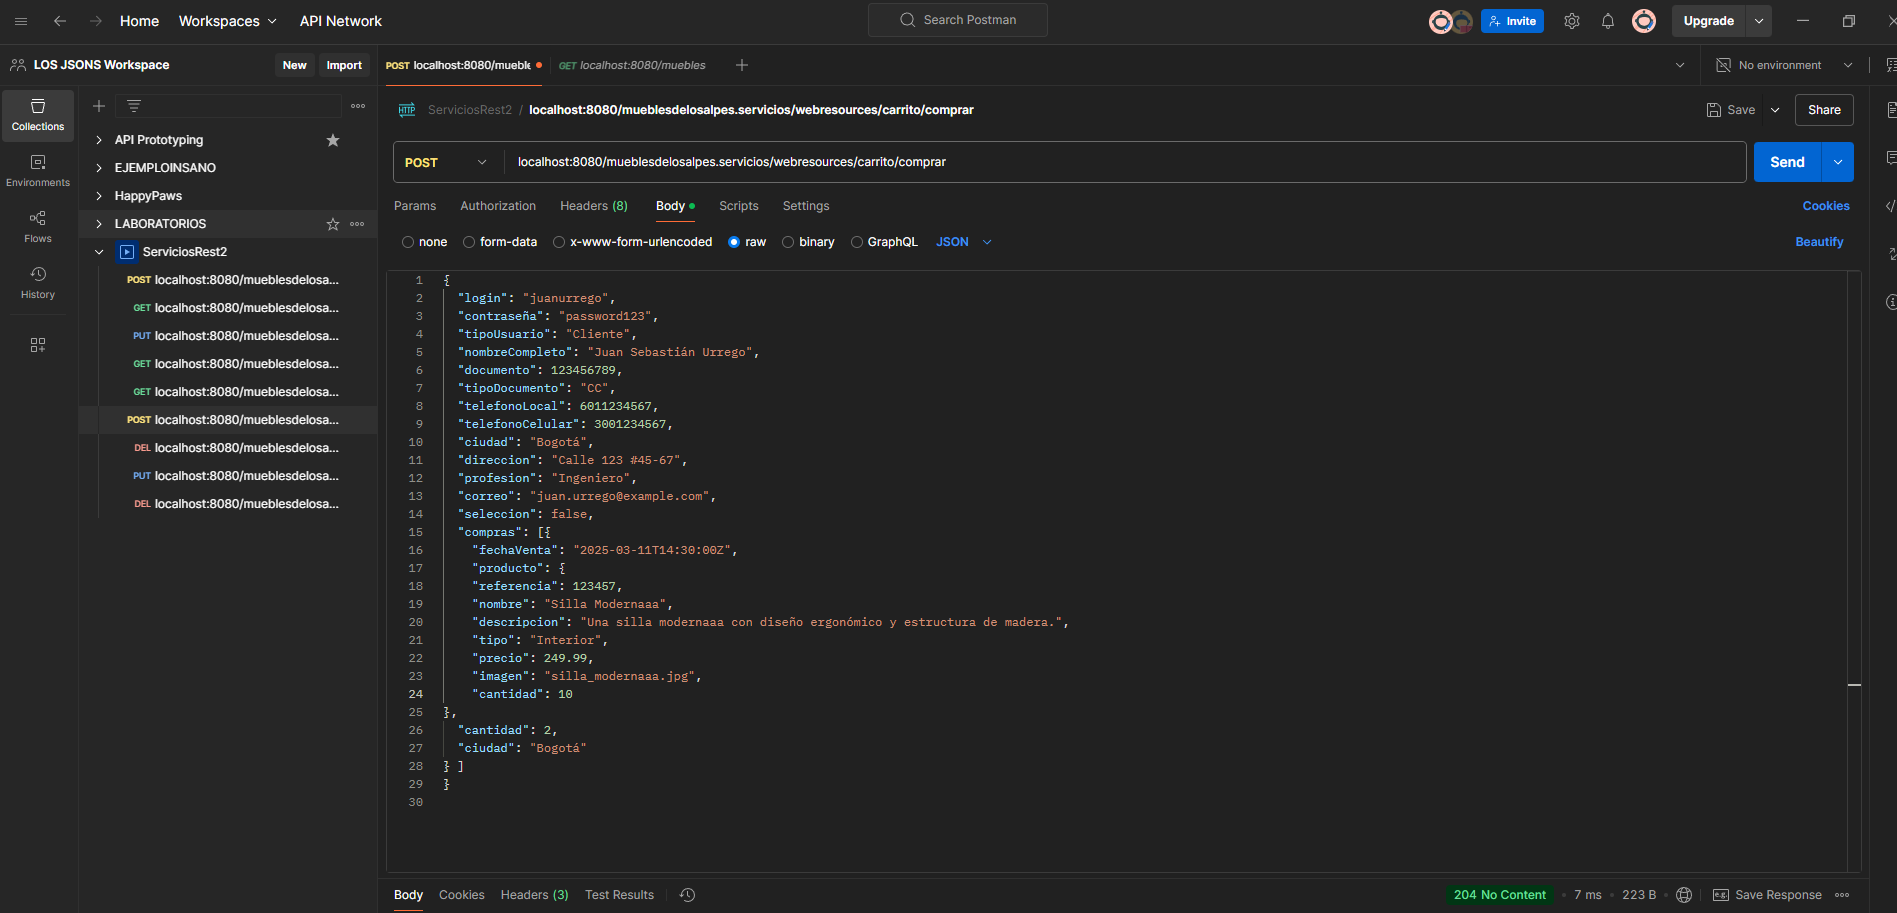 Home Workspaces API Network Search Postman Invite Upgrade
LOS JSONS Workspace New Import POST localhost:8080/mueble GET localhost:8080/muebles No environment
Collections
Environments
Flows
History
API Prototyping
EJEMPLOINSANO
HappyPaws
LABORATORIOS
ServiciosRest2
POST localhost:8080/mueblesdelosa...
GET localhost:8080/mueblesdelosa...
PUT localhost:8080/mueblesdelosa...
GET localhost:8080/mueblesdelosa...
GET localhost:8080/mueblesdelosa...
POST localhost:8080/mueblesdelosa...
DEL localhost:8080/mueblesdelosa...
PUT localhost:8080/mueblesdelosa...
DEL localhost:8080/mueblesdelosa...
HTTP ServiciosRest2 / localhost:8080/mueblesdelosalpes.servicios/webresources/carrito/comprar Save Share
POST localhost:8080/mueblesdelosalpes.servicios/webresources/carrito/comprar Send
Params Authorization Headers (8) Body Scripts Settings Cookies
none form-data x-www-form-urlencoded raw binary GraphQL JSON Beautify
1 {
2 "login": "juanurrego",
3 "contraseña": "password123",
4 "tipoUsuario": "Cliente",
5 "nombreCompleto": "Juan Sebastián Urrego",
6 "documento": 123456789,
7 "tipoDocumento": "CC",
8 "telefonoLocal": 6011234567,
9 "telefonoCelular": 3001234567,
10 "ciudad": "Bogotá",
11 "direccion": "Calle 123 #45-67",
12 "profesion": "Ingeniero",
13 "correo": "juan.urrego@example.com",
14 "seleccion": false,
15 "compras": [{
16 "fechaVenta": "2025-03-11T14:30:00Z",
17 "producto": {
18 "referencia": 123457,
19 "nombre": "Silla Modernaaa",
20 "descripcion": "Una silla modernaaa con diseño ergonómico y estructura de madera.",
21 "tipo": "Interior",
22 "precio": 249.99,
23 "imagen": "silla_modernaaa.jpg",
24 "cantidad": 10
25 },
26 "cantidad": 2,
27 "ciudad": "Bogotá"
28 } ]
29 }
30
Body Cookies Headers (3) Test Results 204 No Content 7 ms 223 B e.g. Save Response